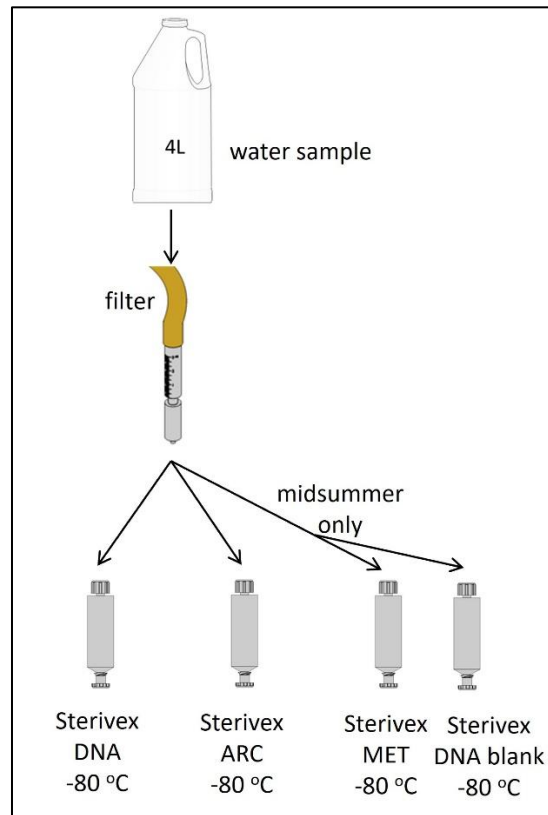 4L
water sample
filter
midsummer
only
Sterivex
DNA
-80 °C
Sterivex
ARC
-80 °C
Sterivex
MET
-80 °C
Sterivex
DNA blank
-80 °C